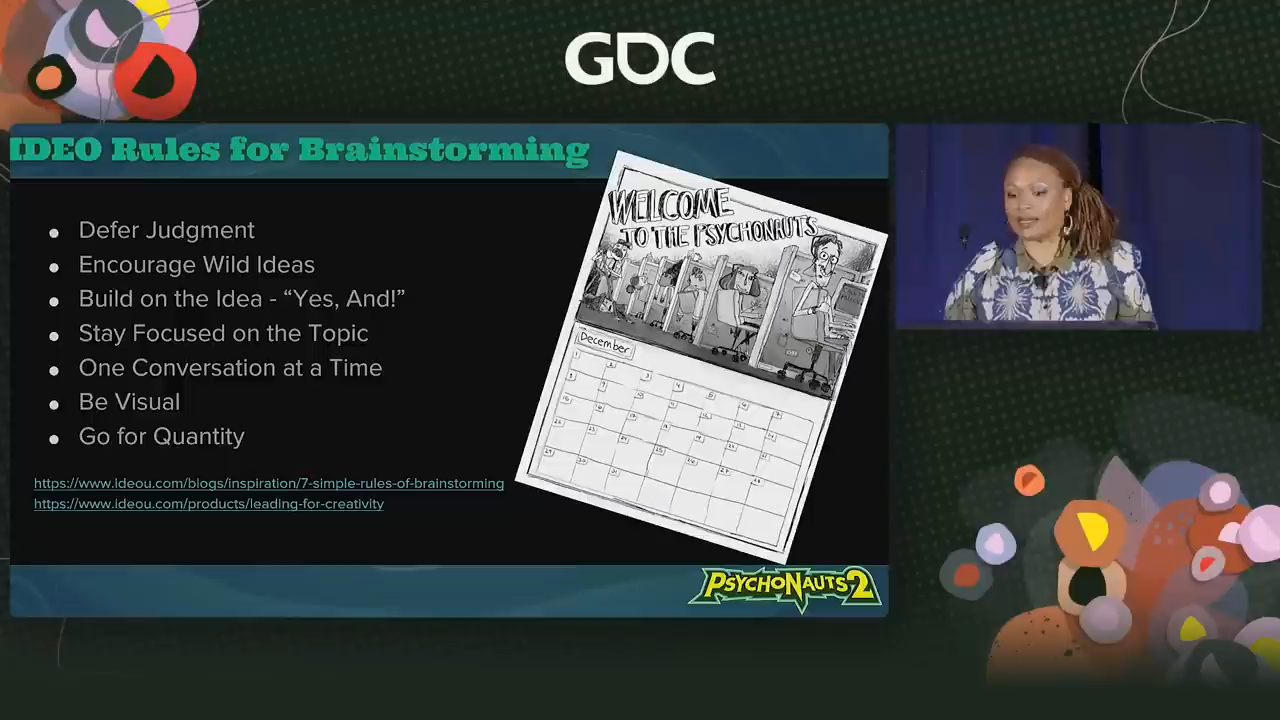 GDC
IDEO Rules for Brainstorming
Defer Judgment
Encourage Wild Ideas
Build on the Idea - “Yes, And!”
Stay Focused on the Topic
One Conversation at a Time
Be Visual
Go for Quantity
https://www.ideou.com/blogs/inspiration/7-simple-rules-of-brainstorming
https://www.ideou.com/products/leading-for-creativity
WELCOME
TO THE PSYCHONAUTS
December
PSYCHONAUTS 2